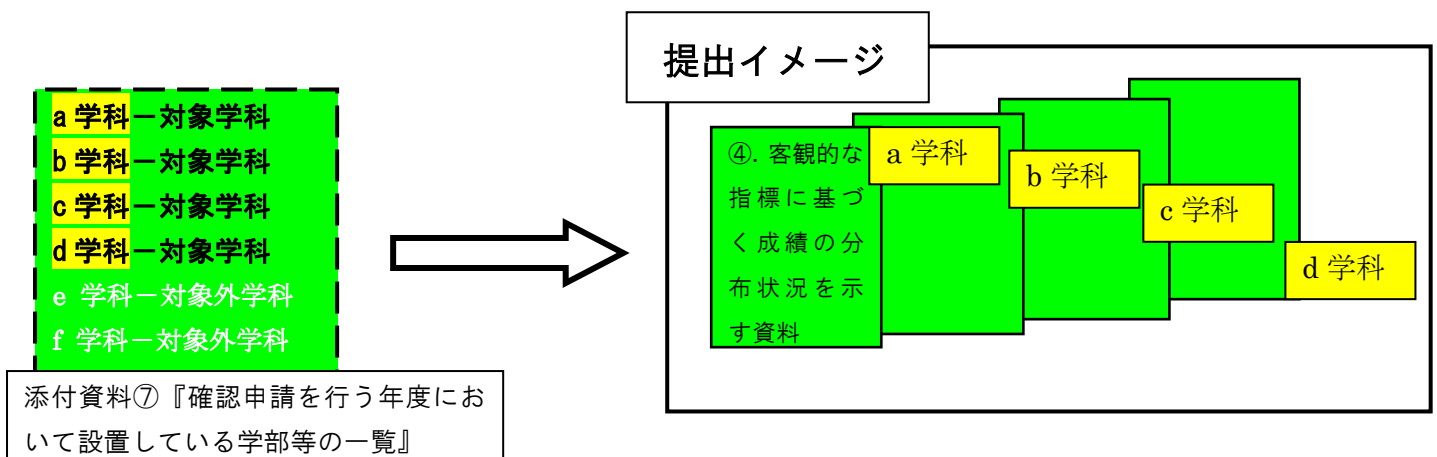 提出イメージ
a 学科－対象学科
b 学科－対象学科
c 学科－対象学科
d 学科－対象学科
e 学科－対象外学科
f 学科－対象外学科
添付資料⑦『確認申請を行う年度にお
いて設置している学部等の一覧』
④. 客観的な
指標に基づ
く成績の分
布状況を示
す資料
a 学科
b 学科
c 学科
d 学科